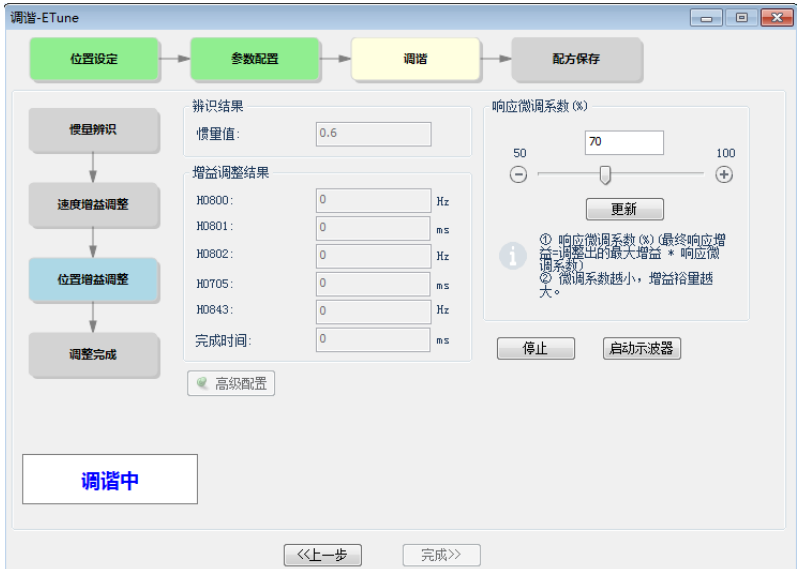 调谐-ETune
位置设定
参数配置
调谐
配方保存
惯量辨识
速度增益调整
位置增益调整
调整完成
辨识结果
惯量值:
0.6
增益调整结果
H0800:
0
Hz
H0801:
0
ms
H0802:
0
Hz
H0705:
0
ms
H0843:
0
Hz
完成时间:
0
ms
高级配置
响应微调系数(%)
70
50
100
更新
① 响应微调系数(%)(最终响应增
益=调整出的最大增益 * 响应微
调系数)
② 微调系数越小，增益裕量越
大。
停止
启动示波器
调谐中
<<上一步
完成>>